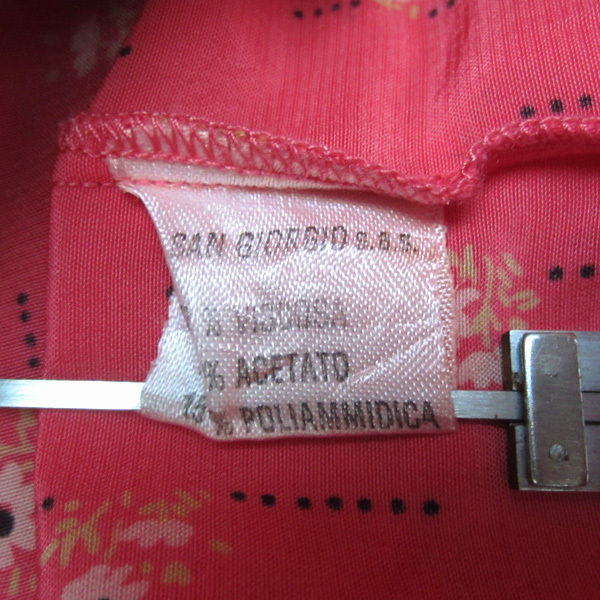 SAN GIORGIO s.a.s.
% VISCOSA
% ACETATO
% POLIAMMIDICA